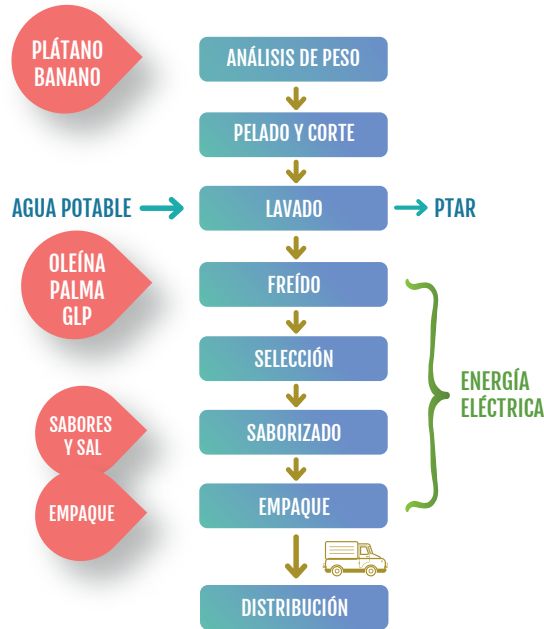 PLÁTANO
BANANO
ANÁLISIS DE PESO
PELADO Y CORTE
AGUA POTABLE
LAVADO
PTAR
OLEÍNA
PALMA
GLP
FREÍDO
SELECCIÓN
ENERGÍA
ELÉCTRICA
SABORES
Y SAL
SABORIZADO
EMPAQUE
EMPAQUE
DISTRIBUCIÓN